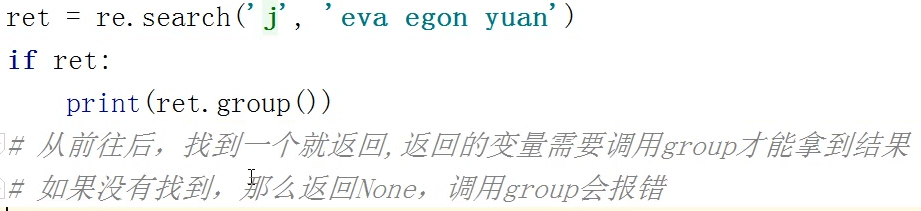 ret = re.search('j', 'eva egon yuan')
if ret:
    print(ret.group())
# 从前往后，找到一个就返回,返回的变量需要调用group才能拿到结果
# 如果没有找到，那么返回None，调用group会报错